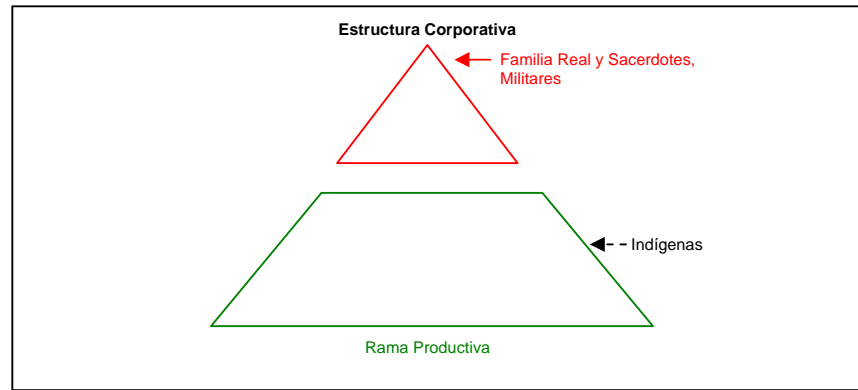 Estructura Corporativa
Familia Real y Sacerdotes,
Militares
Indígenas
Rama Productiva